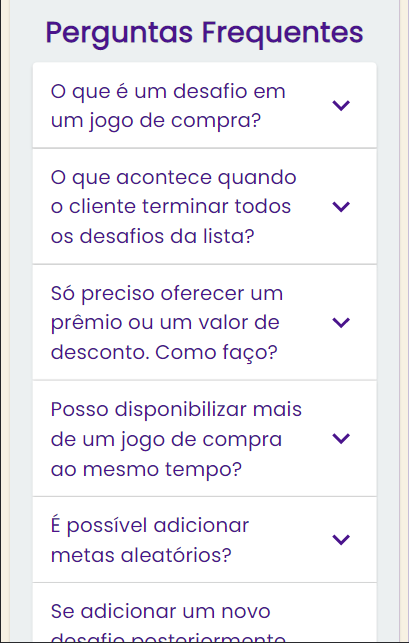 Perguntas Frequentes
O que é um desafio em
um jogo de compra?
O que acontece quando
o cliente terminar todos
os desafios da lista?
Só preciso oferecer um
prêmio ou um valor de
desconto. Como faço?
Posso disponibilizar mais
de um jogo de compra
ao mesmo tempo?
É possível adicionar
metas aleatórios?
Se adicionar um novo
desafio posteriormente